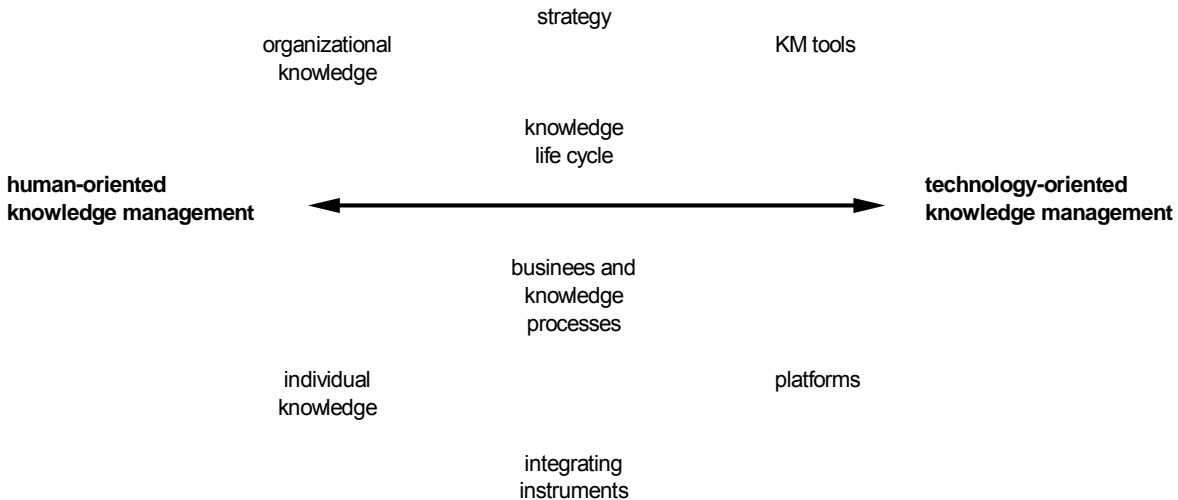 strategy
organizational
knowledge
KM tools
knowledge
life cycle
human-oriented
knowledge management
technology-oriented
knowledge management
businees and
knowledge
processes
individual
knowledge
platforms
integrating
instruments